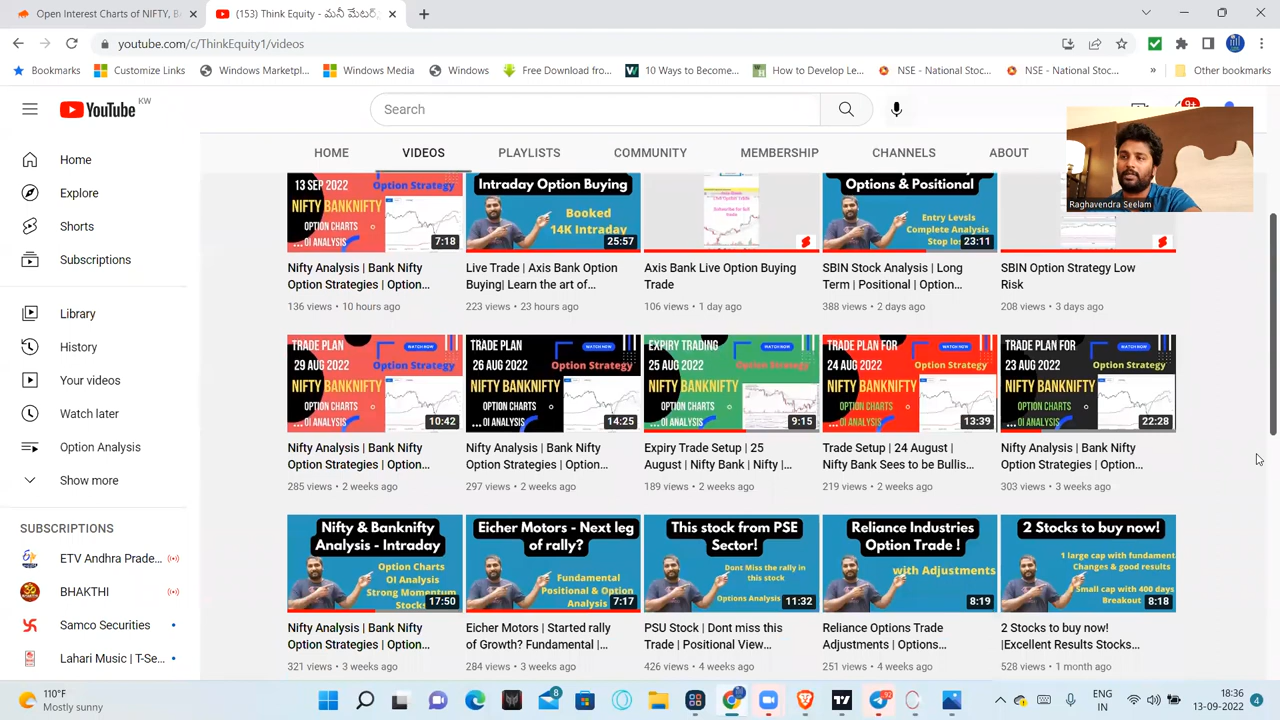 Open Interest Charts of NIFTY, B
(153) Think Equity - మనీ మేటర్స్
youtube.com/c/ThinkEquity1/videos
Bookmarks
Customize Links
Windows Marketpl...
Windows Media
Windows
Free Download fro...
10 Ways to Become...
How to Develop Le...
NSE - National Stoc...
NSE - National Stoc...
»
Other bookmarks
YouTube KW
Search
9+
Home
Explore
Shorts
Subscriptions
Library
History
Your videos
Watch later
Option Analysis
Show more
SUBSCRIPTIONS
ETV Andhra Prade...
BHAKTHI
Samco Securities
Lahari Music | T-Se...
HOME VIDEOS PLAYLISTS COMMUNITY MEMBERSHIP CHANNELS ABOUT
Raghavendra Seelam
13 SEP 2022
Option Strategy
NIFTY BANKNIFTY
OPTION CHARTS
... OI ANALYSIS
7:18
Nifty Analysis | Bank Nifty
Option Strategies | Option...
136 views • 10 hours ago
Intraday Option Buying
Booked
14K Intraday
25:57
Live Trade | Axis Bank Option
Buying| Learn the art of...
223 views • 23 hours ago
Axis Bank Live Option Buying
Trade
106 views • 1 day ago
Options & Positional
Entry Levsls
Complete Analysis
Stop los
23:11
SBIN Stock Analysis | Long
Term | Positional | Option...
388 views • 2 days ago
SBIN Option Strategy Low
Risk
208 views • 3 days ago
TRADE PLAN
WATCH NOW
29 AUG 2022
Option Strategy
NIFTY BANKNIFTY
OPTION CHARTS
... OI ANALYSIS
10:42
Nifty Analysis | Bank Nifty
Option Strategies | Option...
285 views • 2 weeks ago
TRADE PLAN
WATCH NOW
26 AUG 2022
Option Strategy
NIFTY BANKNIFTY
OPTION CHARTS
... OI ANALYSIS
14:25
Nifty Analysis | Bank Nifty
Option Strategies | Option...
297 views • 2 weeks ago
EXPIRY TRADING
WATCH NOW
25 AUG 2022
Option Strategy
NIFTY BANKNIFTY
OPTION CHARTS
... OI ANALYSIS
9:15
Expiry Trade Setup | 25
August | Nifty Bank | Nifty |...
189 views • 2 weeks ago
TRADE PLAN FOR
WATCH NOW
24 AUG 2022
Option Strategy
NIFTY BANKNIFTY
OPTION CHARTS
... OI ANALYSIS
13:39
Trade Setup | 24 August |
Nifty Bank Sees to be Bullis...
219 views • 2 weeks ago
TRADE PLAN FOR
WATCH NOW
23 AUG 2022
Option Strategy
NIFTY BANKNIFTY
OPTION CHARTS
... OI ANALYSIS
22:28
Nifty Analysis | Bank Nifty
Option Strategies | Option...
303 views • 3 weeks ago
Nifty & Banknifty
Analysis - Intraday
Option Charts
OI Analysis
Strong Momentum
Stocks
17:50
Nifty Analysis | Bank Nifty
Option Strategies | Option...
321 views • 3 weeks ago
Eicher Motors - Next leg
of rally?
Fundamental
Positional & Option
Analysis
7:17
Eicher Motors | Started rally
of Growth? Fundamental |...
284 views • 3 weeks ago
This stock from PSE
Sector!
Dont Miss the rally in
this stock
Options Analysis
11:32
PSU Stock | Dont miss this
Trade | Positional View...
426 views • 4 weeks ago
Reliance Industries
Option Trade !
with Adjustments
8:19
Reliance Options Trade
Adjustments | Options...
251 views • 4 weeks ago
2 Stocks to buy now!
1 large cap with fundament
Changes & good results
Small cap with 400 days
Breakout
8:18
2 Stocks to buy now!
|Excellent Results Stocks...
528 views • 1 month ago
110°F
Mostly sunny
8
92
ENG
IN
18:36
13-09-2022
4